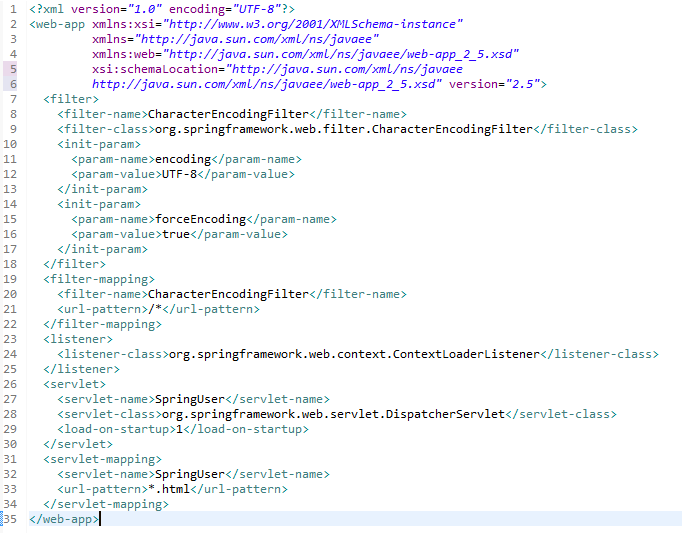 1 <?xml version="1.0" encoding="UTF-8"?>
2 <web-app xmlns:xsi="http://www.w3.org/2001/XMLSchema-instance"
3 xmlns="http://java.sun.com/xml/ns/javaee"
4 xmlns:web="http://java.sun.com/xml/ns/javaee/web-app_2_5.xsd"
5 xsi:schemaLocation="http://java.sun.com/xml/ns/javaee
6 http://java.sun.com/xml/ns/javaee/web-app_2_5.xsd" version="2.5">
7 <filter>
8 <filter-name>CharacterEncodingFilter</filter-name>
9 <filter-class>org.springframework.web.filter.CharacterEncodingFilter</filter-class>
10 <init-param>
11 <param-name>encoding</param-name>
12 <param-value>UTF-8</param-value>
13 </init-param>
14 <init-param>
15 <param-name>forceEncoding</param-name>
16 <param-value>true</param-value>
17 </init-param>
18 </filter>
19 <filter-mapping>
20 <filter-name>CharacterEncodingFilter</filter-name>
21 <url-pattern>/*</url-pattern>
22 </filter-mapping>
23 <listener>
24 <listener-class>org.springframework.web.context.ContextLoaderListener</listener-class>
25 </listener>
26 <servlet>
27 <servlet-name>SpringUser</servlet-name>
28 <servlet-class>org.springframework.web.servlet.DispatcherServlet</servlet-class>
29 <load-on-startup>1</load-on-startup>
30 </servlet>
31 <servlet-mapping>
32 <servlet-name>SpringUser</servlet-name>
33 <url-pattern>*.html</url-pattern>
34 </servlet-mapping>
35 </web-app>